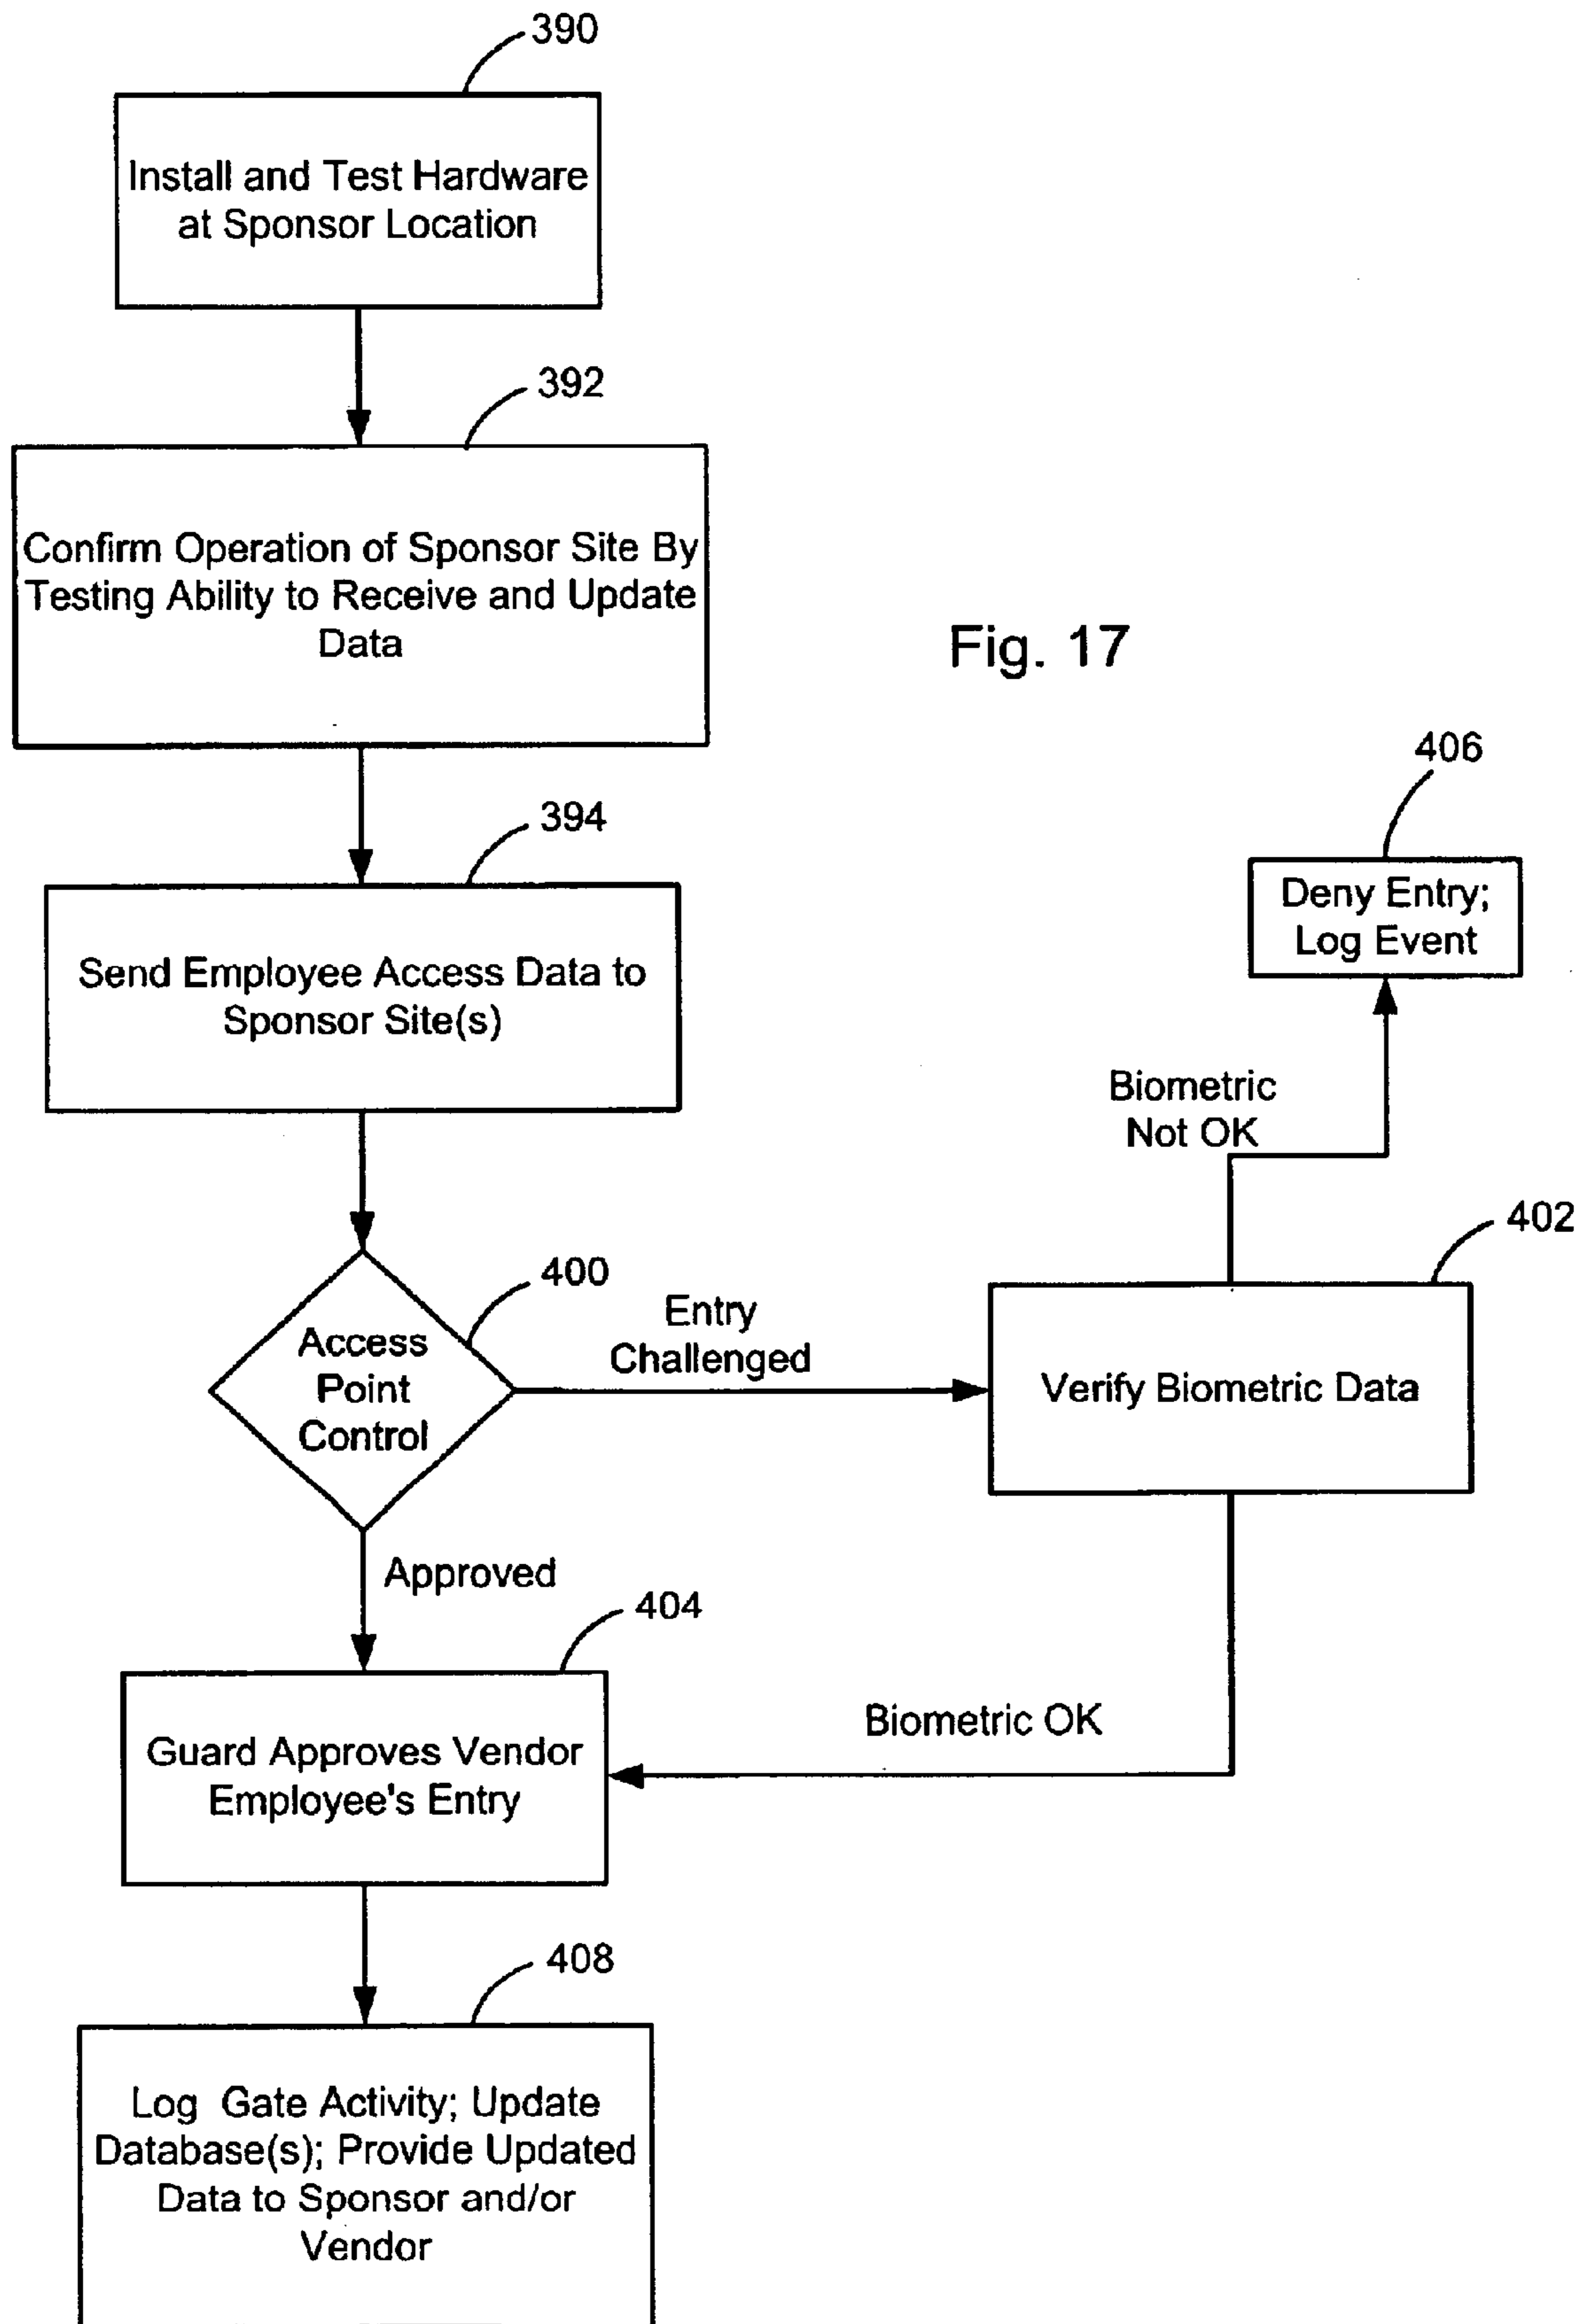 390
Install and Test Hardware
at Sponsor Location
392
Confirm Operation of Sponsor Site By
Testing Ability to Receive and Update
Data
Fig. 17
394
Send Employee Access Data to
Sponsor Site(s)
406
Deny Entry;
Log Event
Biometric
Not OK
400
Access
Point
Control
Entry
Challenged
402
Verify Biometric Data
Approved
404
Guard Approves Vendor
Employee's Entry
Biometric OK
408
Log Gate Activity; Update
Database(s); Provide Updated
Data to Sponsor and/or
Vendor